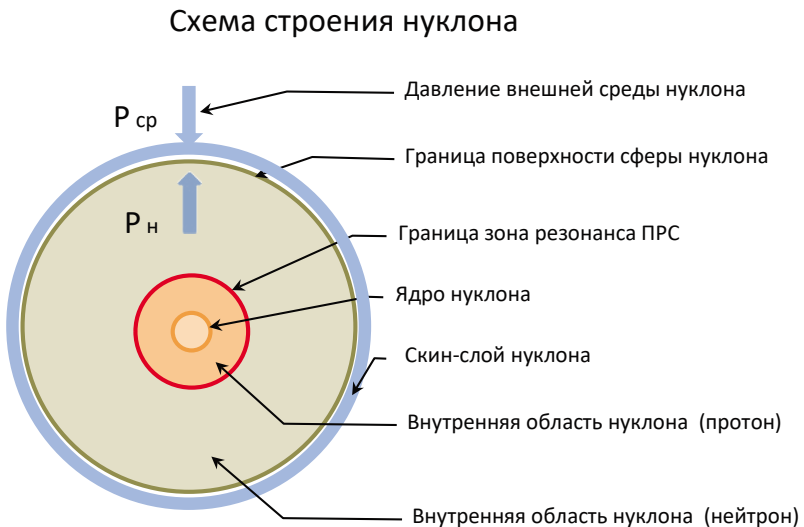 Схема строения нуклона
Давление внешней среды нуклона
P ср
Граница поверхности сферы нуклона
P н
Граница зона резонанса ПРС
Ядро нуклона
Скин-слой нуклона
Внутренняя область нуклона (протон)
Внутренняя область нуклона (нейтрон)